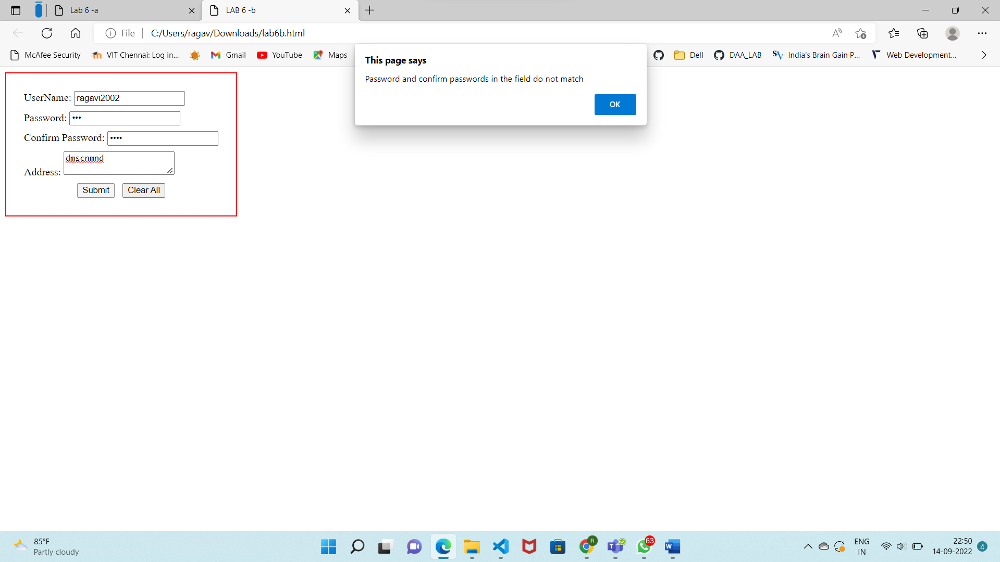 Lab 6 -a
LAB 6 -b
File
C:/Users/ragav/Downloads/lab6b.html
McAfee Security
VIT Chennai: Log in...
Gmail
YouTube
Maps
Dell
DAA_LAB
India's Brain Gain P...
Web Development...
This page says
Password and confirm passwords in the field do not match
OK
UserName: ragavi2002
Password: •••
Confirm Password: ••••
Address: dmscnmnd
Submit Clear All
85°F
Partly cloudy
R
63
ENG
IN
22:50
14-09-2022
4